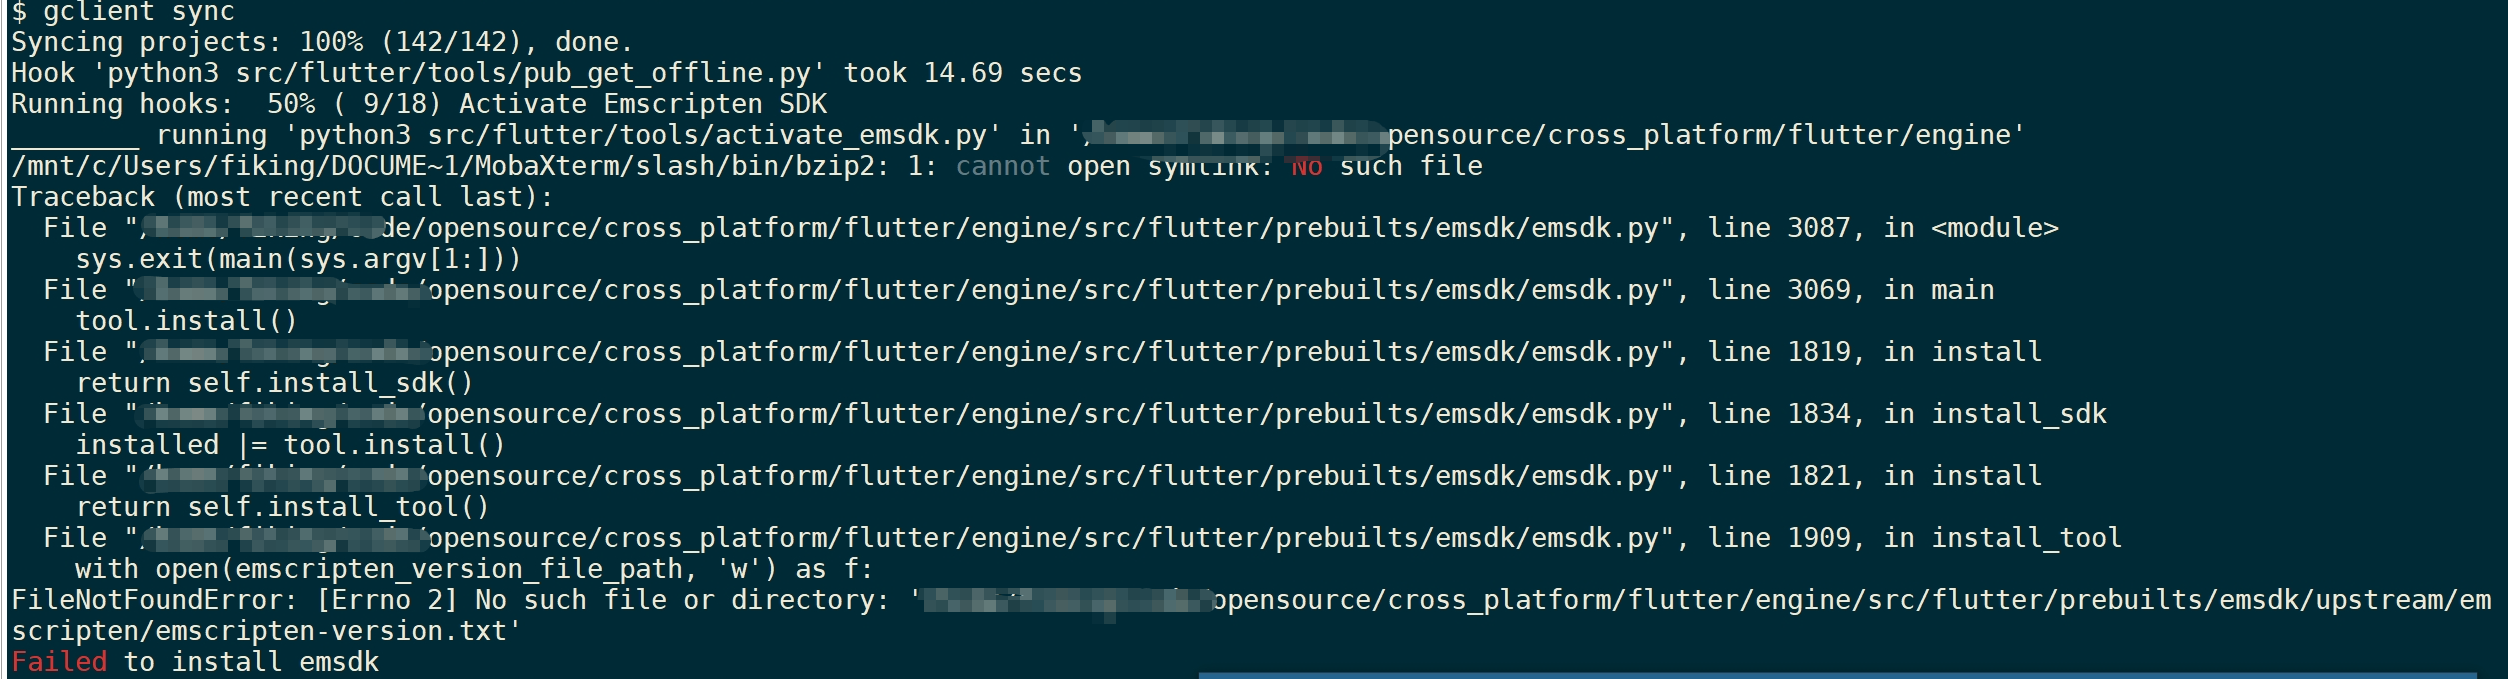 $ gclient sync
Syncing projects: 100% (142/142), done.
Hook 'python3 src/flutter/tools/pub_get_offline.py' took 14.69 secs
Running hooks:  50% ( 9/18) Activate Emscripten SDK
________ running 'python3 src/flutter/tools/activate_emsdk.py' in '/pensource/cross_platform/flutter/engine'
/mnt/c/Users/fiking/DOCUME~1/MobaXterm/slash/bin/bzip2: 1: cannot open symlink: No such file
Traceback (most recent call last):
  File "/de/opensource/cross_platform/flutter/engine/src/flutter/prebuilts/emsdk/emsdk.py", line 3087, in <module>
    sys.exit(main(sys.argv[1:]))
  File "/opensource/cross_platform/flutter/engine/src/flutter/prebuilts/emsdk/emsdk.py", line 3069, in main
    tool.install()
  File "/opensource/cross_platform/flutter/engine/src/flutter/prebuilts/emsdk/emsdk.py", line 1819, in install
    return self.install_sdk()
  File "/opensource/cross_platform/flutter/engine/src/flutter/prebuilts/emsdk/emsdk.py", line 1834, in install_sdk
    installed |= tool.install()
  File "/opensource/cross_platform/flutter/engine/src/flutter/prebuilts/emsdk/emsdk.py", line 1821, in install
    return self.install_tool()
  File "/opensource/cross_platform/flutter/engine/src/flutter/prebuilts/emsdk/emsdk.py", line 1909, in install_tool
    with open(emscripten_version_file_path, 'w') as f:
FileNotFoundError: [Errno 2] No such file or directory: 'opensource/cross_platform/flutter/engine/src/flutter/prebuilts/emsdk/upstream/em
scripten/emscripten-version.txt'
Failed to install emsdk